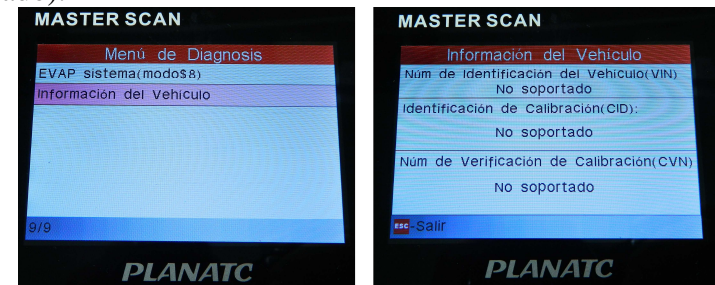 MASTER SCAN
Menú de Diagnosis
EVAP sistema(modo$8)
Información del Vehículo
9/9
PLANATC
MASTER SCAN
Información del Vehículo
Núm de Identificación del Vehículo(VIN)
No soportado
Identificación de Calibración(CID):
No soportado
Núm de Verificación de Calibración(CVN)
No soportado
ESC-Salir
PLANATC